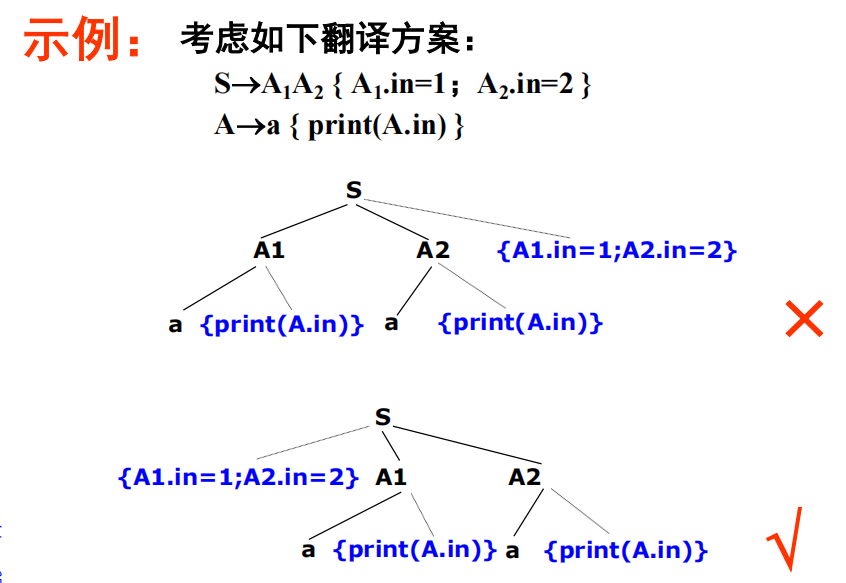 示例： 考虑如下翻译方案：
S→A₁A₂ { A₁.in=1；A₂.in=2 }
A→a { print(A.in) }
S
A1 A2 {A1.in=1;A2.in=2}
a {print(A.in)} a {print(A.in)}
×
S
{A1.in=1;A2.in=2} A1 A2
a {print(A.in)} a {print(A.in)}
√